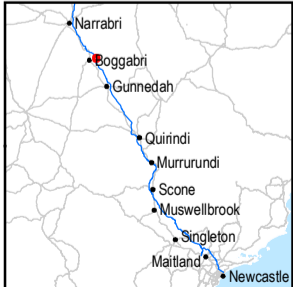 Narrabri
Boggabri
Gunnedah
Quirindi
Murrurundi
Scone
Muswellbrook
Singleton
Maitland
Newcastle